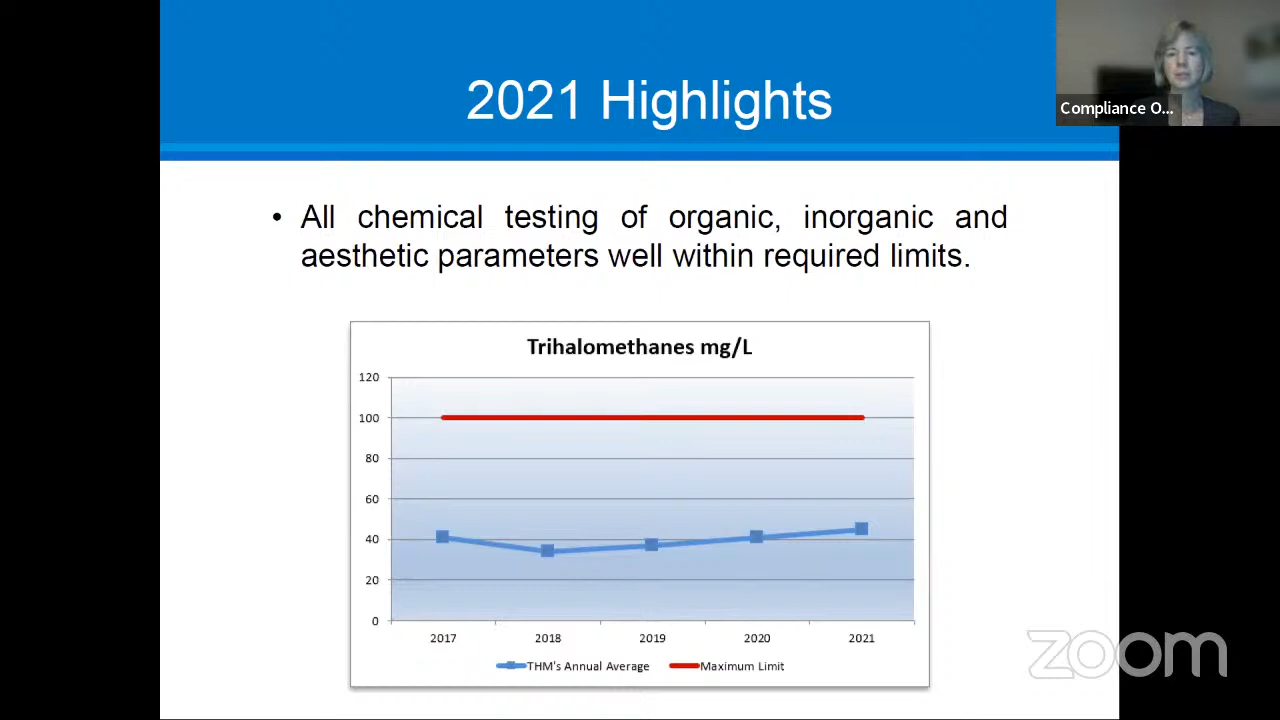 2021 Highlights
Compliance O...
• All chemical testing of organic, inorganic and
aesthetic parameters well within required limits.
Trihalomethanes mg/L
120
100
80
60
40
20
0
2017 2018 2019 2020 2021
THM's Annual Average Maximum Limit
zoom